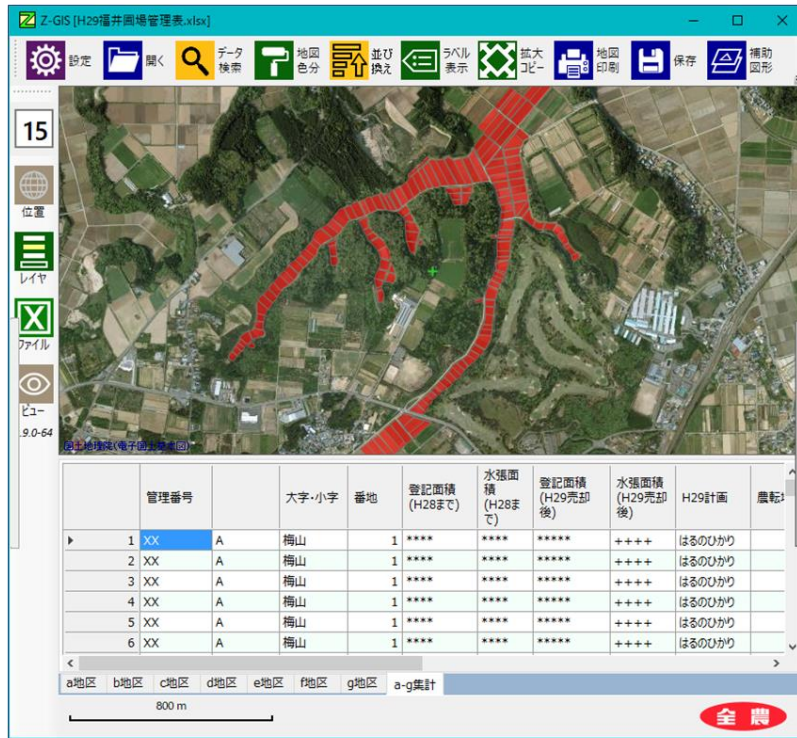 Z-GIS [H29福井圃場管理表.xlsx]
設定 開く データ検索 地図色分 並び換え ラベル表示 拡大コピー 地図印刷 保存 補助図形
15
位置
レイヤ
ファイル
ビュー
.9.0-64
国土地理院(電子国土基本図)
管理番号 大字・小字 番地 登記面積(H28まで) 水張面積(H28まで) 登記面積(H29売却後) 水張面積(H29売却後) H29計画 農転
1 XX A 梅山 1 **** **** ***** ++++ はるのひかり
2 XX A 梅山 1 **** **** ***** ++++ はるのひかり
3 XX A 梅山 1 **** **** ***** ++++ はるのひかり
4 XX A 梅山 1 **** **** ***** ++++ はるのひかり
5 XX A 梅山 1 **** **** ***** ++++ はるのひかり
6 XX A 梅山 1 **** **** ***** ++++ はるのひかり
a地区 b地区 c地区 d地区 e地区 f地区 g地区 a-g集計
800 m
全農